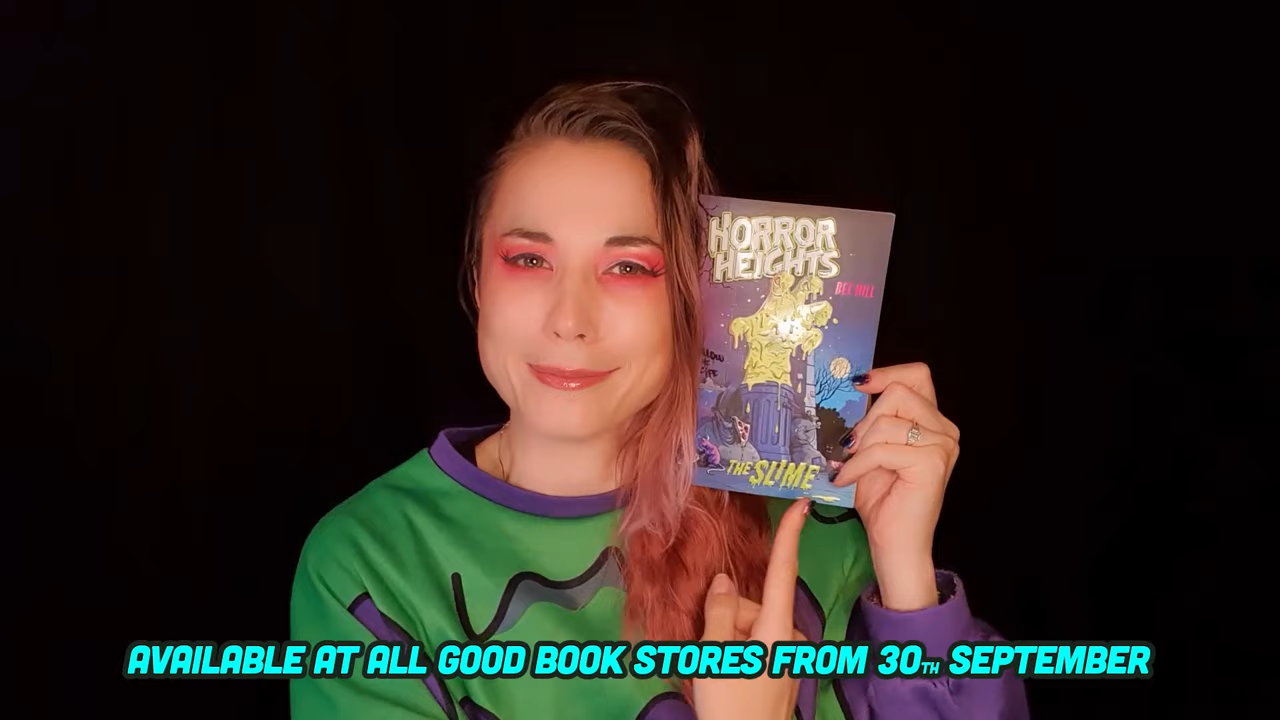 HORROR
HEIGHTS
BEX HILL
THE SLIME
AVAILABLE AT ALL GOOD BOOK STORES FROM 30TH SEPTEMBER